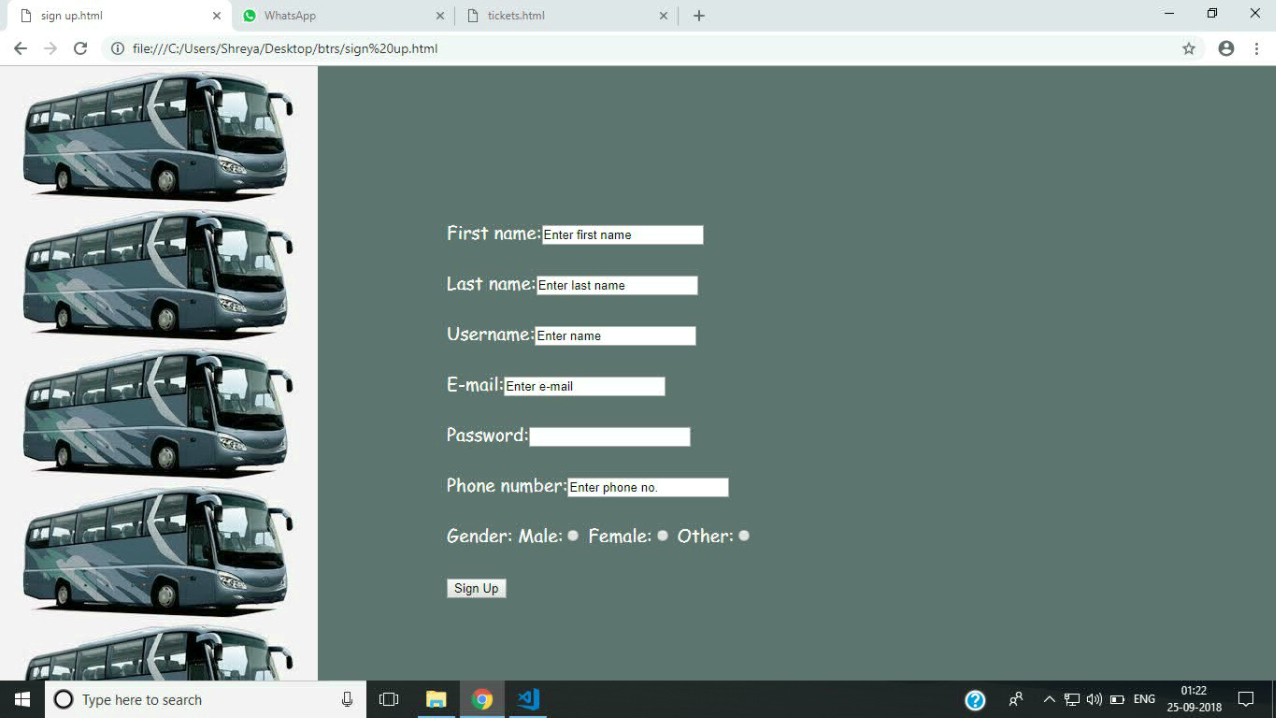 sign up.html
WhatsApp
tickets.html
file:///C:/Users/Shreya/Desktop/btrs/sign%20up.html
First name:Enter first name
Last name:Enter last name
Username:Enter name
E-mail:Enter e-mail
Password:
Phone number:Enter phone no.
Gender: Male: Female: Other:
Sign Up
Type here to search
ENG
01:22
25-09-2018